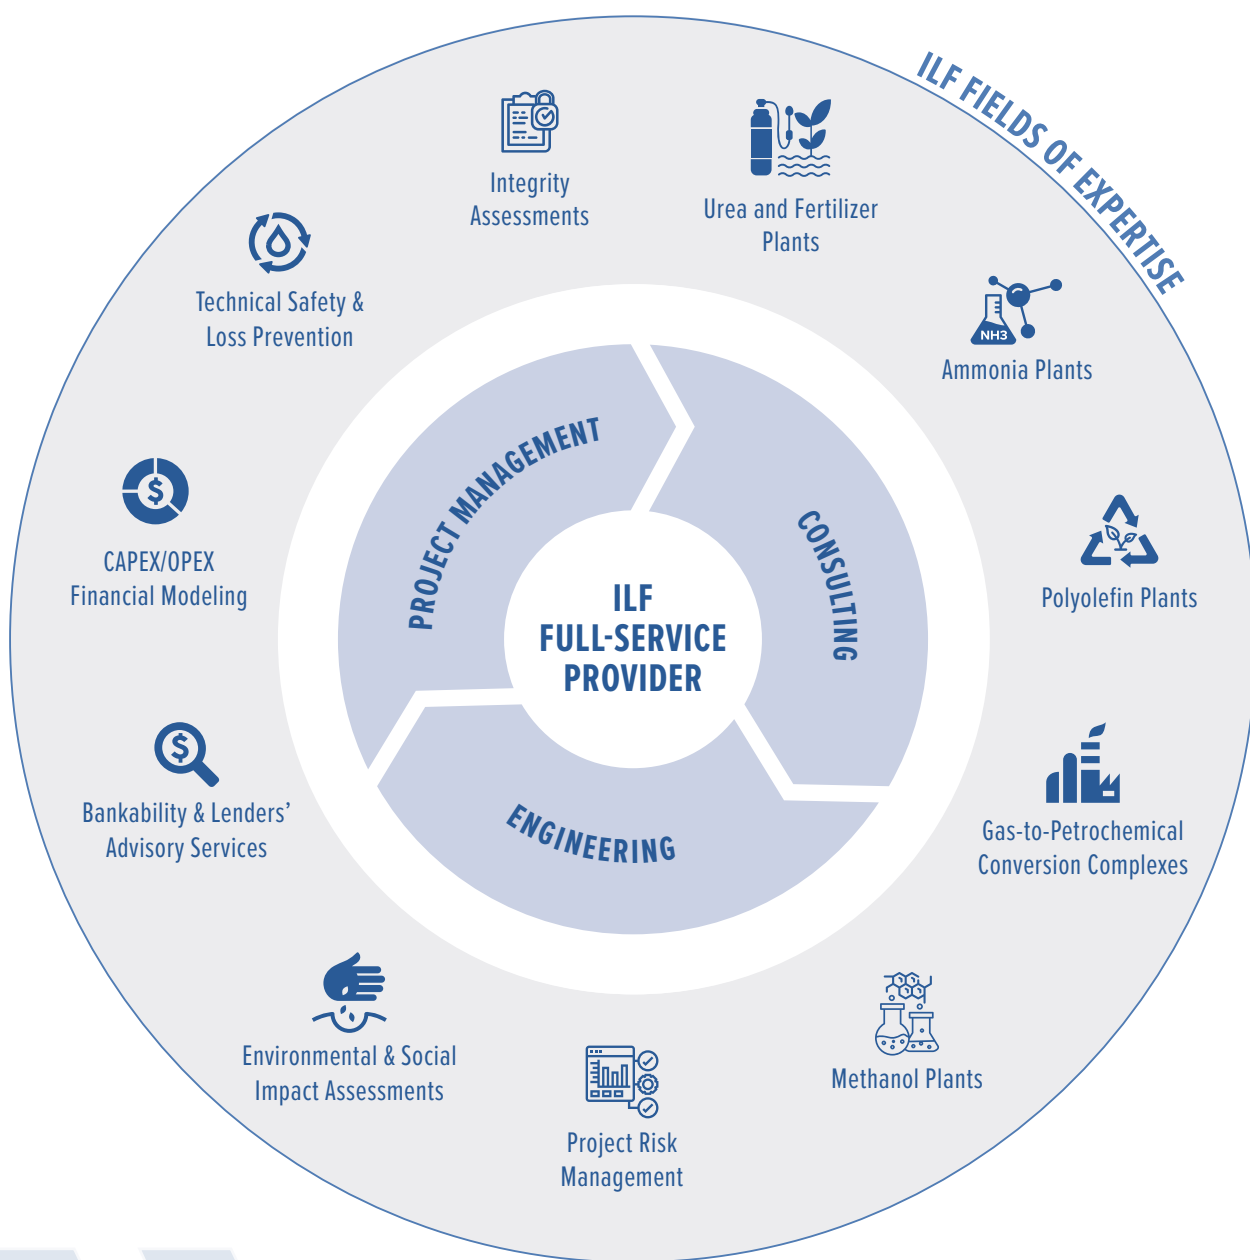 ILF FIELDS OF EXPERTISE
Integrity
Assessments
Urea and Fertilizer
Plants
Technical Safety &
Loss Prevention
NH3
Ammonia Plants
PROJECT MANAGEMENT
CONSULTING
$
CAPEX/OPEX
Financial Modeling
Polyolefin Plants
ILF
FULL-SERVICE
PROVIDER
$
Bankability & Lenders’
Advisory Services
Gas-to-Petrochemical
Conversion Complexes
ENGINEERING
Environmental & Social
Impact Assessments
Methanol Plants
Project Risk
Management